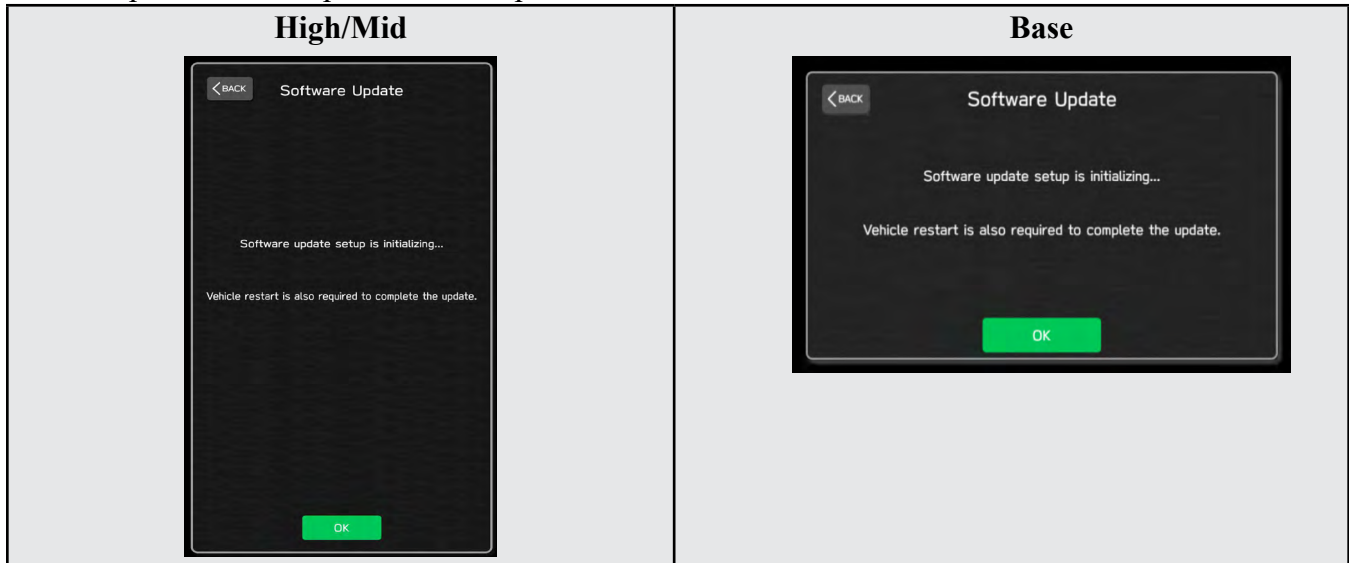 High/Mid
BACK Software Update
Software update setup is initializing...
Vehicle restart is also required to complete the update.
OK
Base
BACK Software Update
Software update setup is initializing...
Vehicle restart is also required to complete the update.
OK